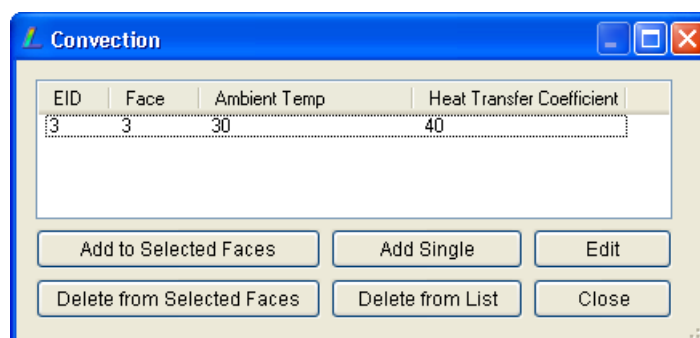 Convection
EID Face Ambient Temp Heat Transfer Coefficient
3 3 30 40
Add to Selected Faces Add Single Edit
Delete from Selected Faces Delete from List Close